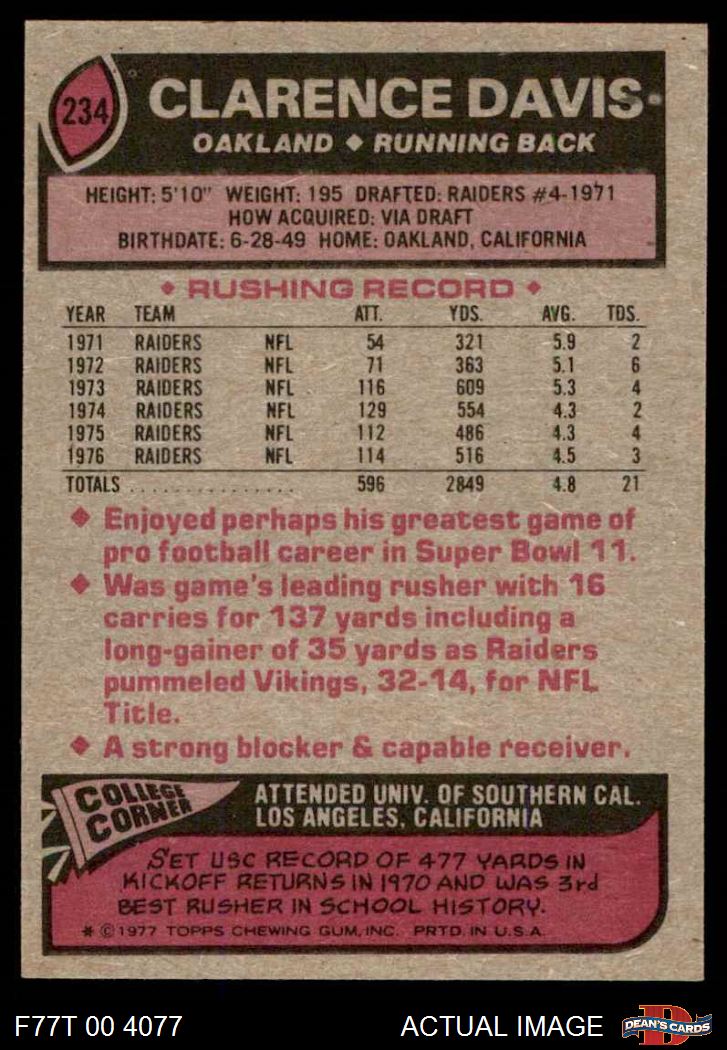 234
CLARENCE DAVIS
OAKLAND ◆ RUNNING BACK
HEIGHT: 5'10" WEIGHT: 195 DRAFTED: RAIDERS #4-1971
HOW ACQUIRED: VIA DRAFT
BIRTHDATE: 6-28-49 HOME: OAKLAND, CALIFORNIA
◆ RUSHING RECORD ◆
YEAR TEAM ATT. YDS. AVG. TDS.
1971 RAIDERS NFL 54 321 5.9 2
1972 RAIDERS NFL 71 363 5.1 6
1973 RAIDERS NFL 116 609 5.3 4
1974 RAIDERS NFL 129 554 4.3 2
1975 RAIDERS NFL 112 486 4.3 4
1976 RAIDERS NFL 114 516 4.5 3
TOTALS . . . . . . . . . . . . . . . 596 2849 4.8 21
◆ Enjoyed perhaps his greatest game of
pro football career in Super Bowl 11.
◆ Was game's leading rusher with 16
carries for 137 yards including a
long-gainer of 35 yards as Raiders
pummeled Vikings, 32-14, for NFL
Title.
◆ A strong blocker & capable receiver.
COLLEGE
CORNER
ATTENDED UNIV. OF SOUTHERN CAL.
LOS ANGELES, CALIFORNIA
SET USC RECORD OF 477 YARDS IN
KICKOFF RETURNS IN 1970 AND WAS 3rd
BEST RUSHER IN SCHOOL HISTORY.
* © 1977 TOPPS CHEWING GUM, INC. PRTD. IN U.S.A.
F77T 00 4077
ACTUAL IMAGE
D
DEAN'S CARDS